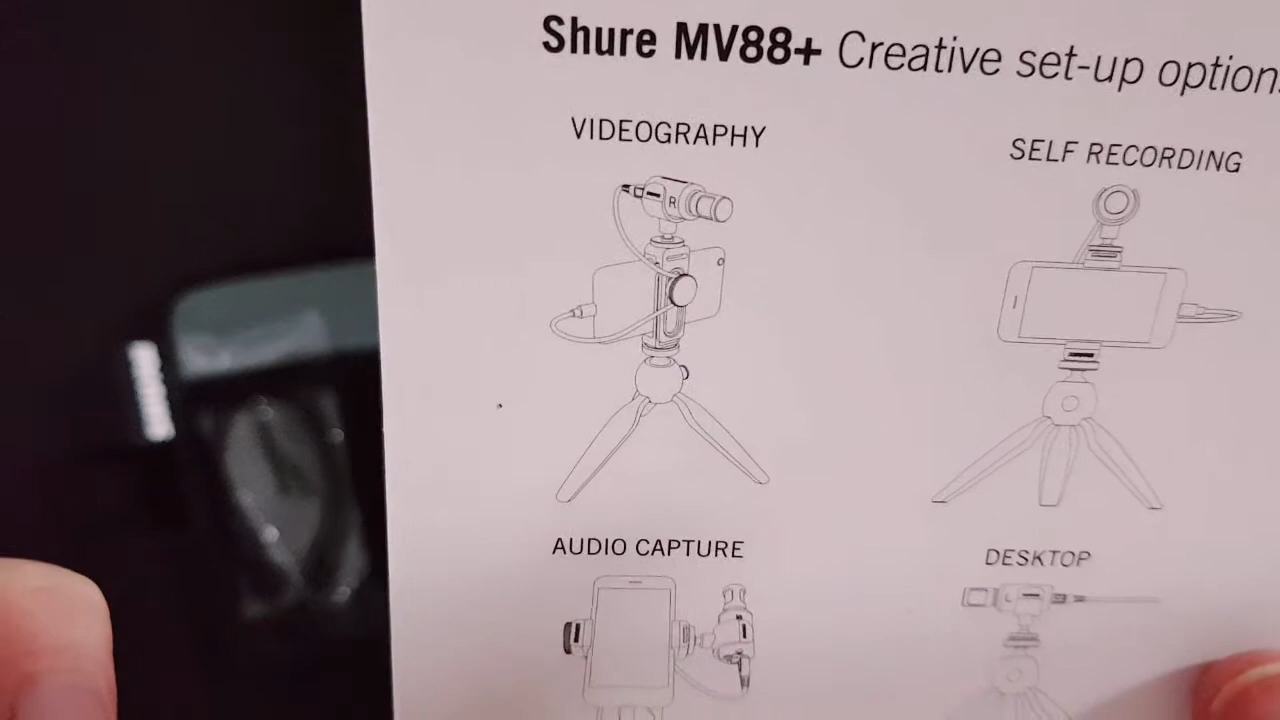 Shure MV88+ Creative set-up option
VIDEOGRAPHY
SELF RECORDING
R
AUDIO CAPTURE
DESKTOP
L